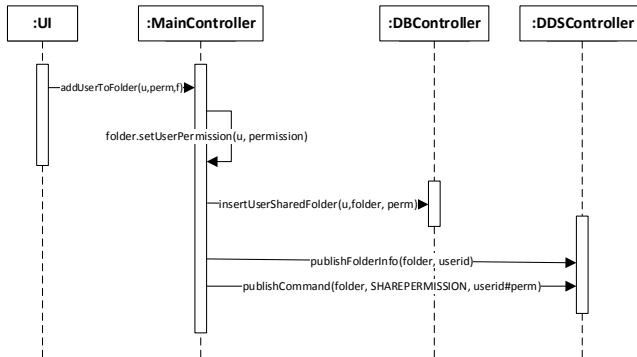 :UI
:MainController
:DBController
:DDSController
addUserToFolder(u,perm,f)
folder.setUserPermission(u, permission)
insertUserSharedFolder(u,folder, perm)
publishFolderInfo(folder, userid)
publishCommand(folder, SHAREPERMISSION, userid#perm)